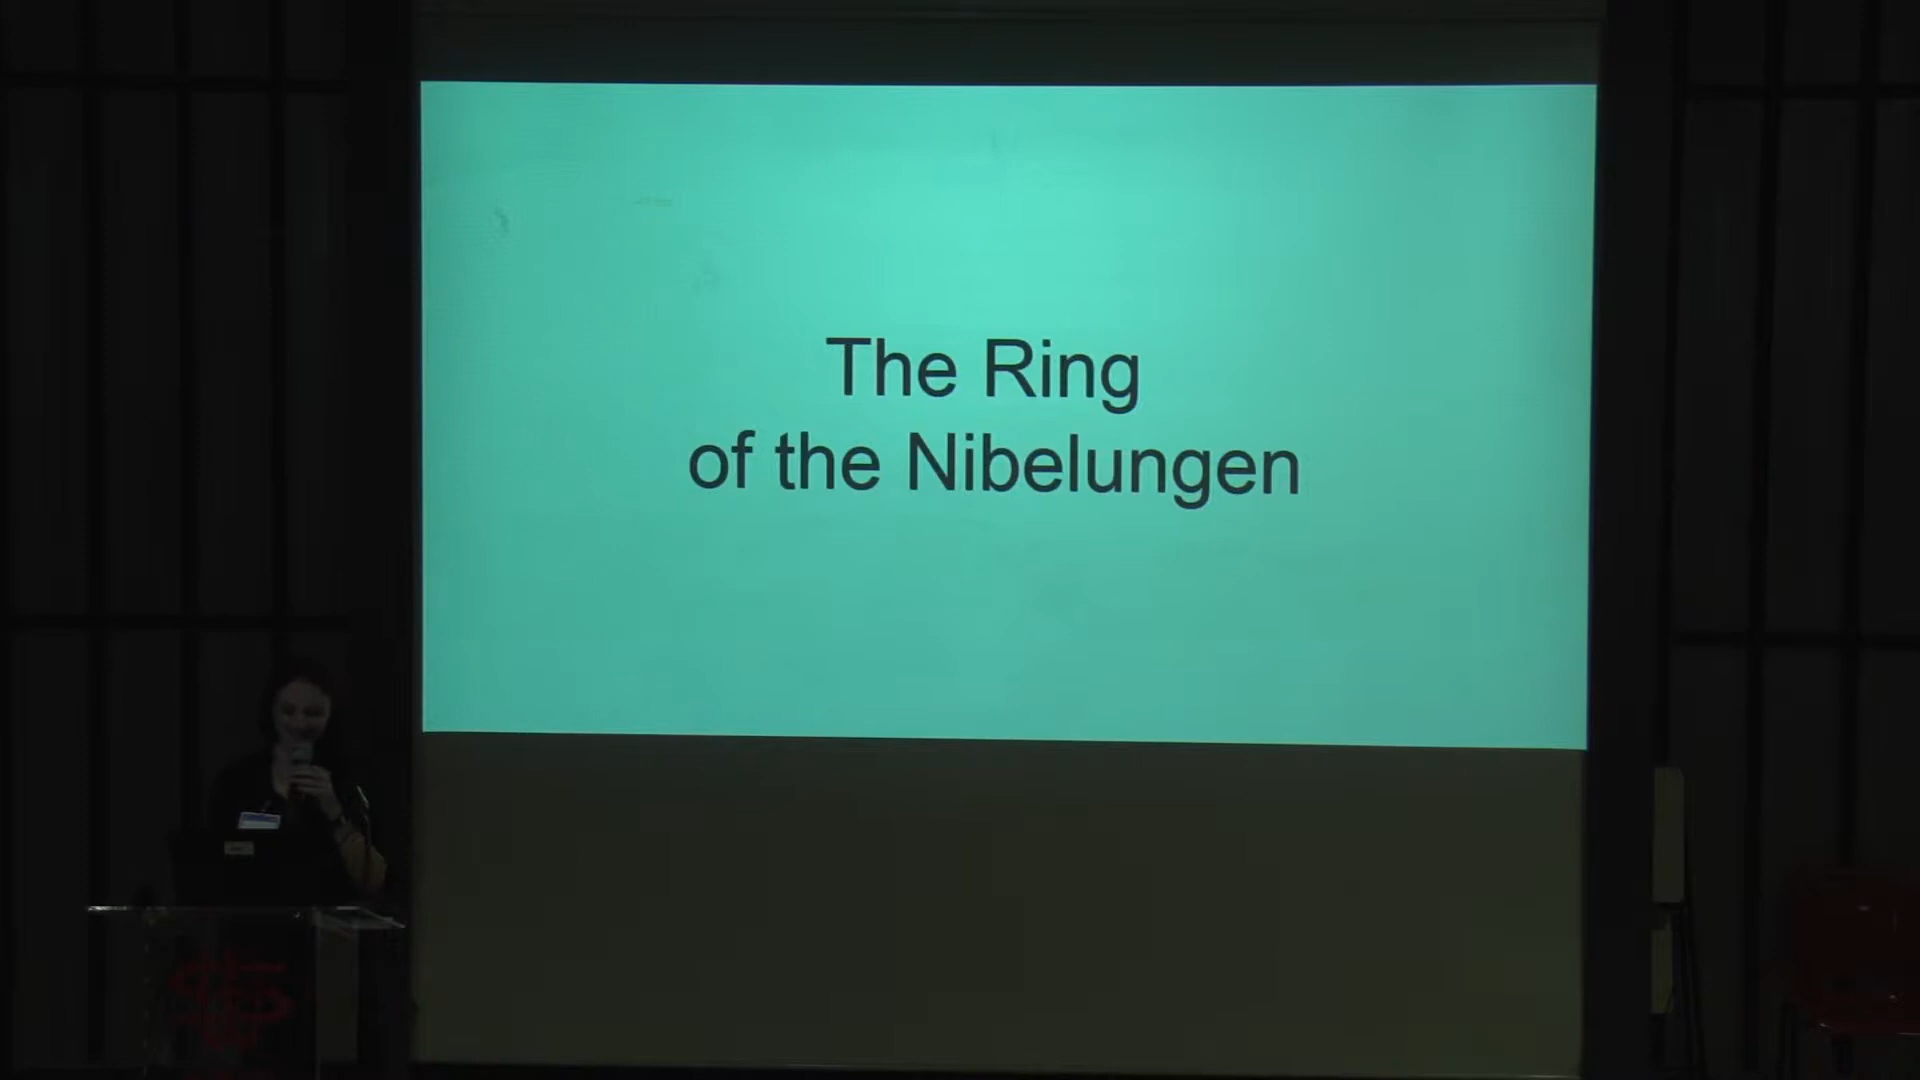 The Ring
of the Nibelungen